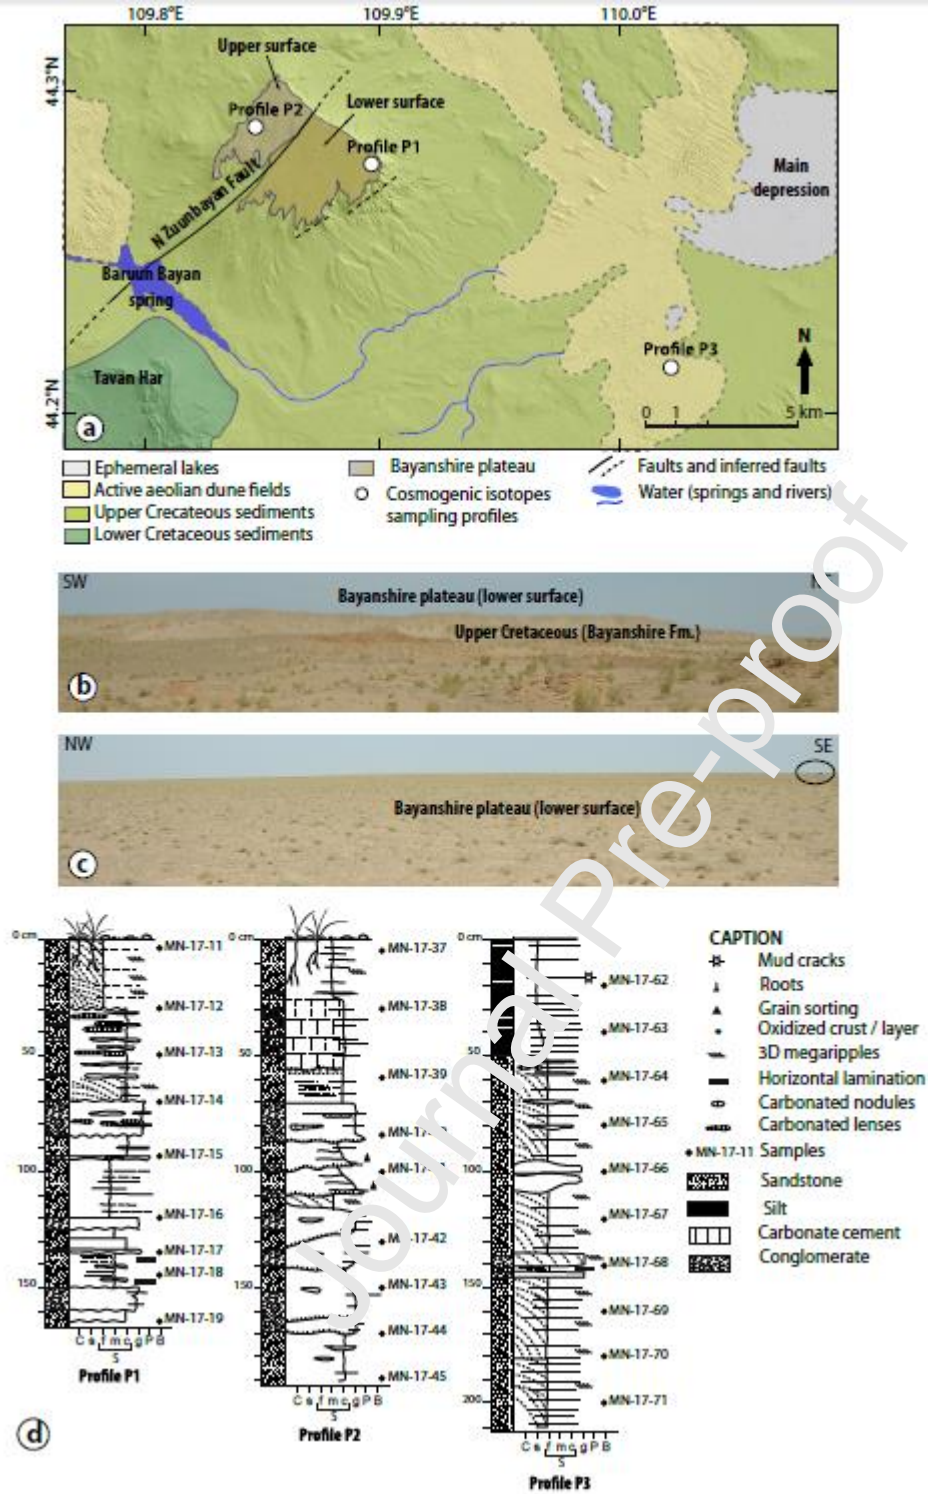 109.8°E 109.9°E 110.0°E
44.3°N
44.2°N
Upper surface
Profile P2
Lower surface
Profile P1
N Zuunbayan Fault
Main
depression
Baruun Bayan
spring
Tavan Har
Profile P3
N
0 1 5 km
a
Ephemeral lakes
Active aeolian dune fields
Upper Crecateous sediments
Lower Cretaceous sediments
Bayanshire plateau
Cosmogenic isotopes
sampling profiles
Faults and inferred faults
Water (springs and rivers)
SW
Bayanshire plateau (lower surface)
Upper Cretaceous (Bayanshire Fm.)
b
NW SE
Bayanshire plateau (lower surface)
c
Journal Pre-proof
0 cm
50
100
150
MN-17-11
MN-17-12
MN-17-13
MN-17-14
MN-17-15
MN-17-16
MN-17-17
MN-17-18
MN-17-19
C s f m c g P B
S
Profile P1
0 cm
50
100
150
MN-17-37
MN-17-38
MN-17-39
MN-17-42
MN-17-43
MN-17-44
MN-17-45
C s f m c g P B
S
Profile P2
0 cm
50
100
150
200
MN-17-62
MN-17-63
MN-17-64
MN-17-65
MN-17-66
MN-17-67
MN-17-68
MN-17-69
MN-17-70
MN-17-71
C s f m c g P B
S
Profile P3
CAPTION
Mud cracks
Roots
Grain sorting
Oxidized crust / layer
3D megaripples
Horizontal lamination
Carbonated nodules
Carbonated lenses
MN-17-11 Samples
Sandstone
Silt
Carbonate cement
Conglomerate
d